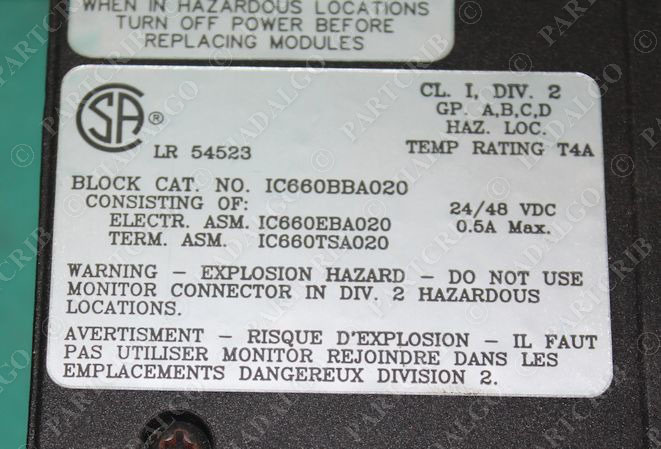 WHEN IN HAZARDOUS LOCATIONS
TURN OFF POWER BEFORE
REPLACING MODULES
CSA ®
LR 54523
CL. I, DIV. 2
GP. A,B,C,D
HAZ. LOC.
TEMP RATING T4A
BLOCK CAT. NO. IC660BBA020
CONSISTING OF:
ELECTR. ASM. IC660EBA020
TERM. ASM. IC660TSA020
24/48 VDC
0.5A Max.
WARNING - EXPLOSION HAZARD - DO NOT USE
MONITOR CONNECTOR IN DIV. 2 HAZARDOUS
LOCATIONS.
AVERTISMENT - RISQUE D'EXPLOSION - IL FAUT
PAS UTILISER MONITOR REJOINDRE DANS LES
EMPLACEMENTS DANGEREUX DIVISION 2.
© PARTCRIB
© HADALGO